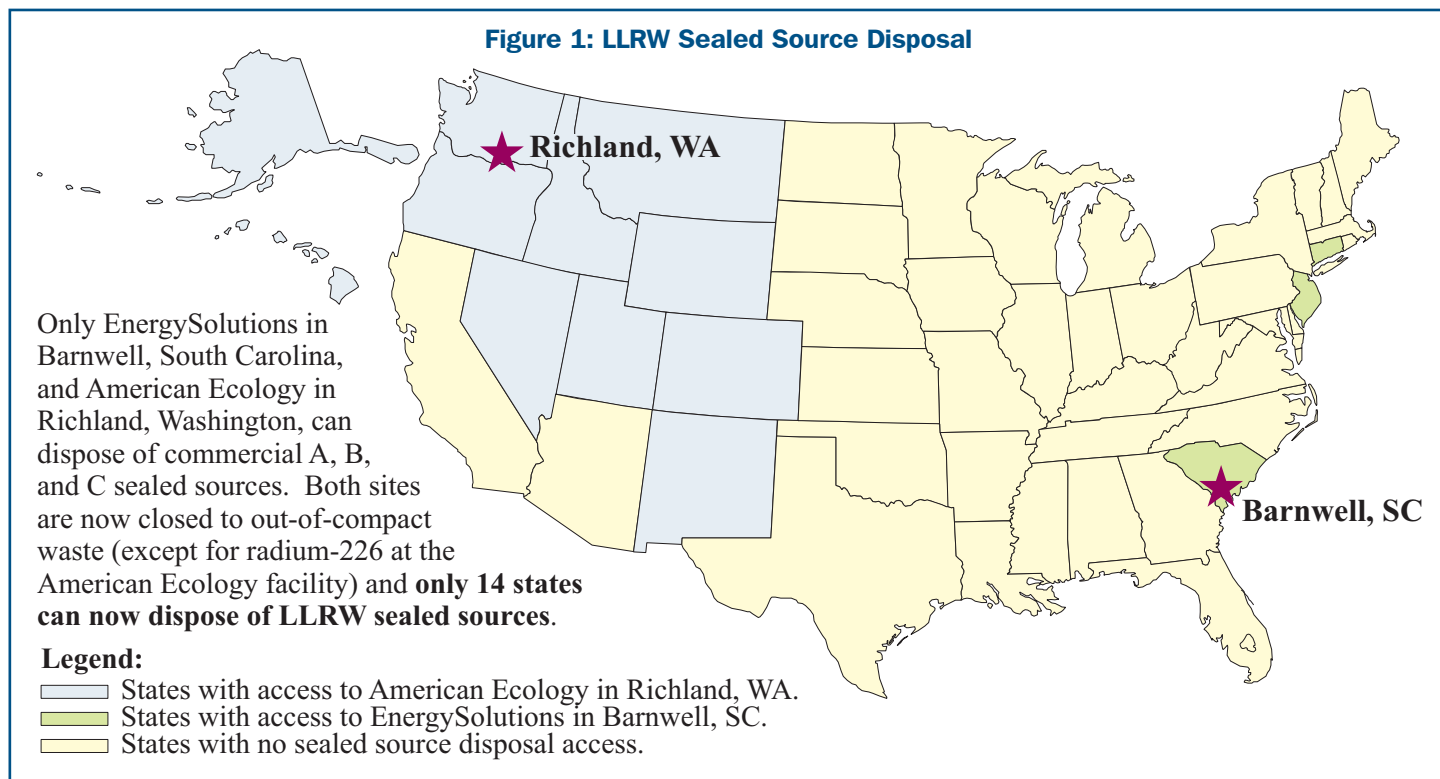 Figure 1: LLRW Sealed Source Disposal
Richland, WA
Only EnergySolutions in
Barnwell, South Carolina,
and American Ecology in
Richland, Washington, can
dispose of commercial A, B,
and C sealed sources.  Both sites
are now closed to out-of-compact
waste (except for radium-226 at the
American Ecology facility) and only 14 states
can now dispose of LLRW sealed sources.
Barnwell, SC
Legend:
States with access to American Ecology in Richland, WA.
States with access to EnergySolutions in Barnwell, SC.
States with no sealed source disposal access.